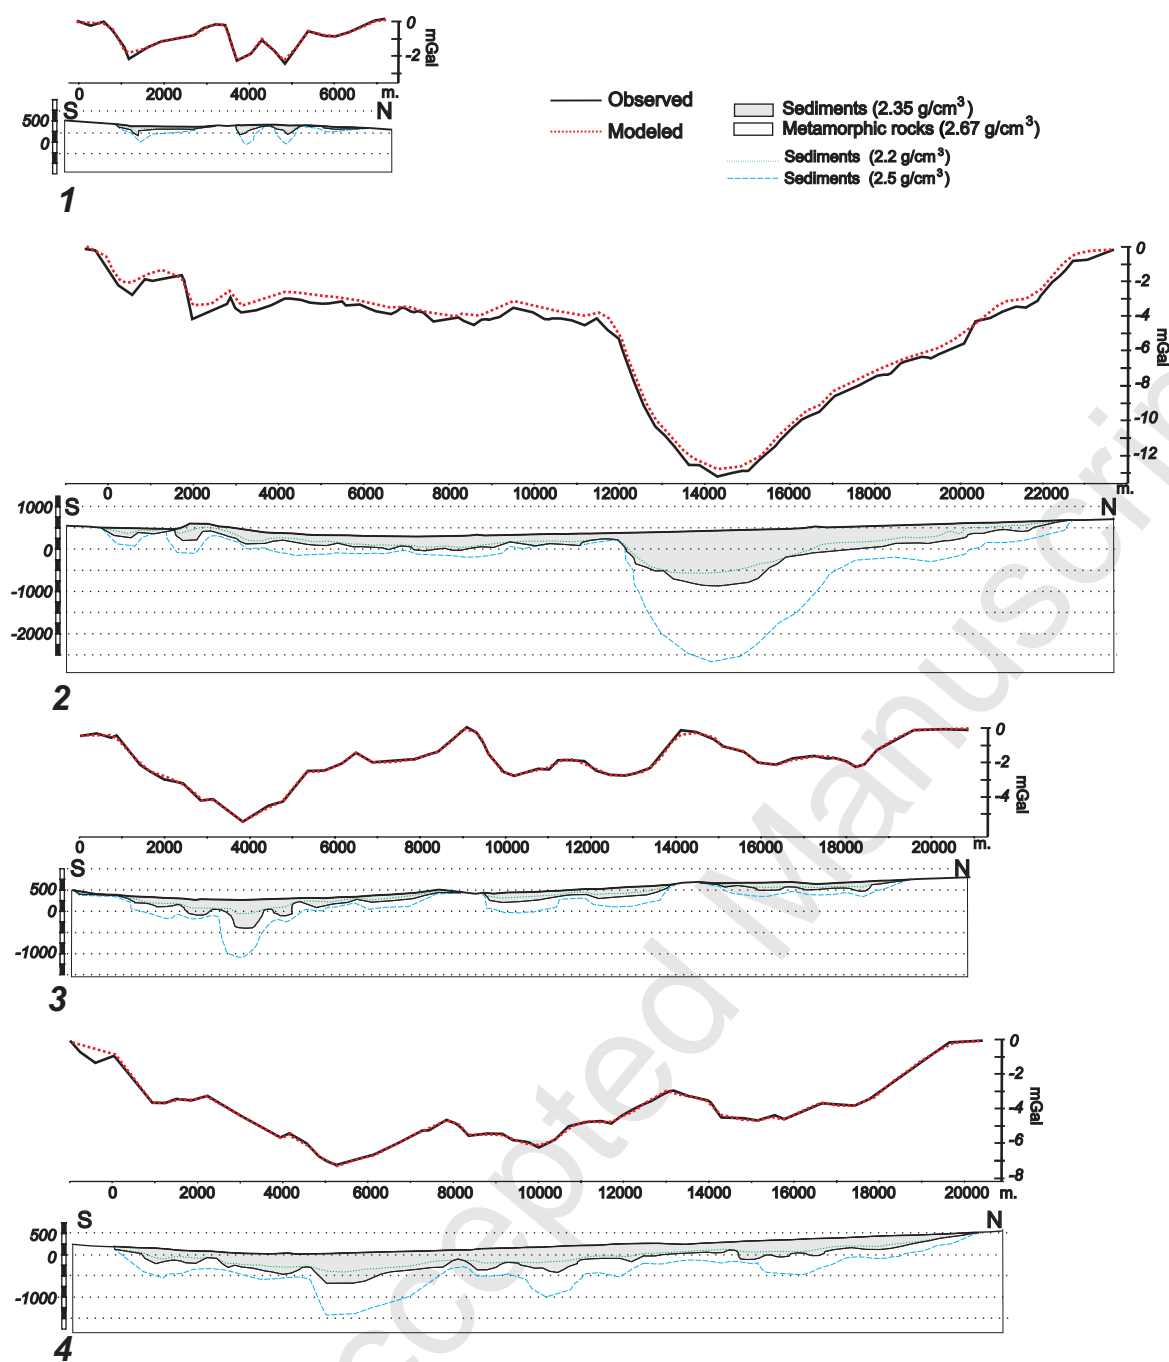 0
-2
mGal
0 2000 4000 6000 m.
S N
500
0
1
Observed
Modeled
Sediments (2.35 g/cm³)
Metamorphic rocks (2.67 g/cm³)
Sediments (2.2 g/cm³)
Sediments (2.5 g/cm³)
0
-2
-4
-6
-8
-10
-12
mGal
0 2000 4000 6000 8000 10000 12000 14000 16000 18000 20000 22000 m.
S N
1000
0
-1000
-2000
2
0
-2
-4
mGal
0 2000 4000 6000 8000 10000 12000 14000 16000 18000 20000 m.
S N
500
0
-1000
3
0
-2
-4
-6
-8
mGal
0 2000 4000 6000 8000 10000 12000 14000 16000 18000 20000 m.
S N
500
0
-1000
4
cepted Manuscrip